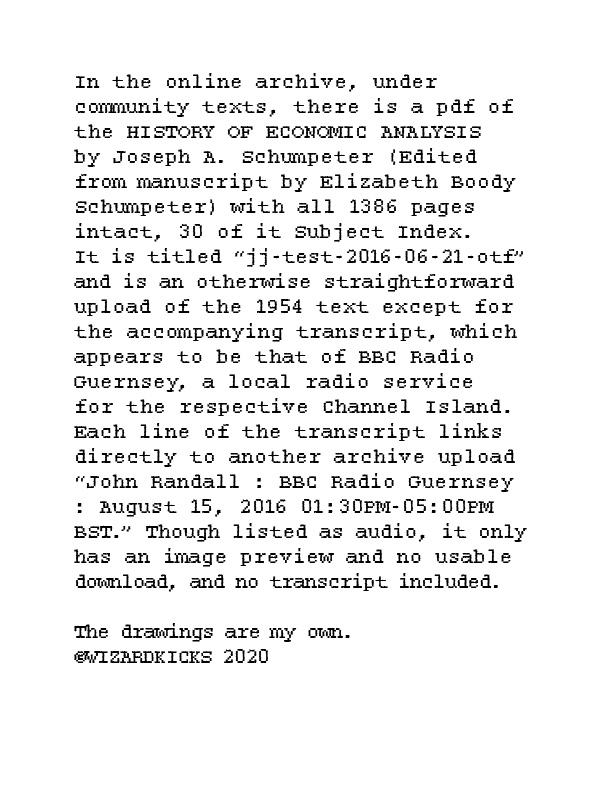 In the online archive, under
community texts, there is a pdf of
the HISTORY OF ECONOMIC ANALYSIS
by Joseph A. Schumpeter (Edited
from manuscript by Elizabeth Boody
Schumpeter) with all 1386 pages
intact, 30 of it Subject Index.
It is titled “jj-test-2016-06-21-otf”
and is an otherwise straightforward
upload of the 1954 text except for
the accompanying transcript, which
appears to be that of BBC Radio
Guernsey, a local radio service
for the respective Channel Island.
Each line of the transcript links
directly to another archive upload
“John Randall : BBC Radio Guernsey
: August 15, 2016 01:30PM-05:00PM
BST.” Though listed as audio, it only
has an image preview and no usable
download, and no transcript included.

The drawings are my own.
©WIZARDKICKS 2020